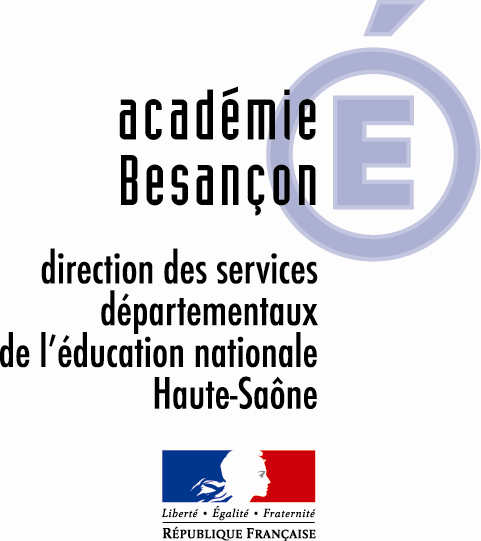 académie
Besançon
É
direction des services
départementaux
de l'éducation nationale
Haute-Saône
Liberté • Égalité • Fraternité
RÉPUBLIQUE FRANÇAISE